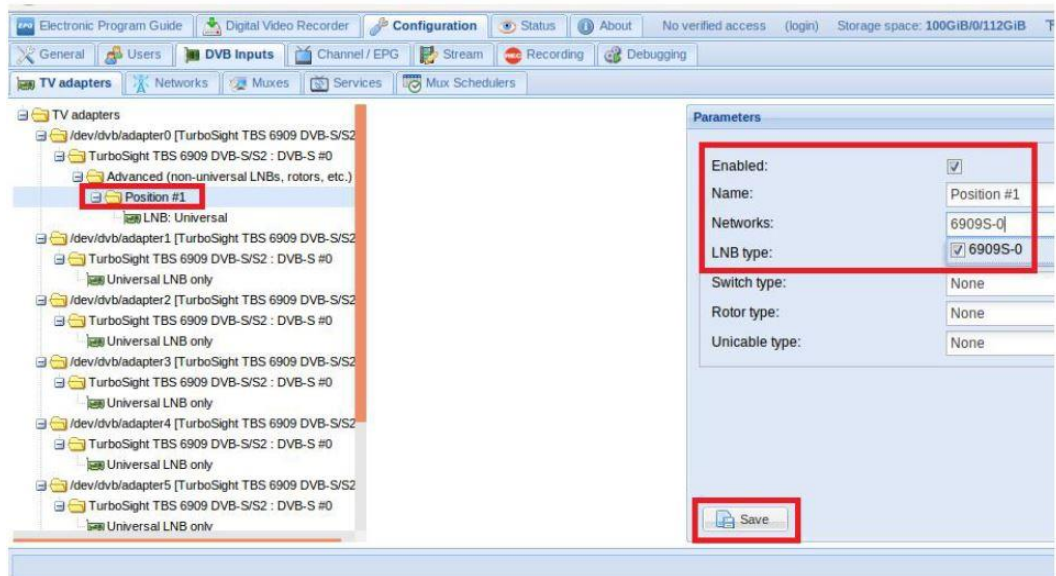 EPG Electronic Program Guide Digital Video Recorder Configuration Status About No verified access (login) Storage space: 100GiB/0/112GiB
General Users DVB Inputs Channel / EPG Stream Recording Debugging
TV adapters Networks Muxes Services Mux Schedulers
TV adapters
/dev/dvb/adapter0 [TurboSight TBS 6909 DVB-S/S2
TurboSight TBS 6909 DVB-S/S2 : DVB-S #0
Advanced (non-universal LNBs, rotors, etc.)
Position #1
LNB: Universal
/dev/dvb/adapter1 [TurboSight TBS 6909 DVB-S/S2
TurboSight TBS 6909 DVB-S/S2 : DVB-S #0
Universal LNB only
/dev/dvb/adapter2 [TurboSight TBS 6909 DVB-S/S2
TurboSight TBS 6909 DVB-S/S2 : DVB-S #0
Universal LNB only
/dev/dvb/adapter3 [TurboSight TBS 6909 DVB-S/S2
TurboSight TBS 6909 DVB-S/S2 : DVB-S #0
Universal LNB only
/dev/dvb/adapter4 [TurboSight TBS 6909 DVB-S/S2
TurboSight TBS 6909 DVB-S/S2 : DVB-S #0
Universal LNB only
/dev/dvb/adapter5 [TurboSight TBS 6909 DVB-S/S2
TurboSight TBS 6909 DVB-S/S2 : DVB-S #0
Universal LNB only
Parameters
Enabled:
Name: Position #1
Networks: 6909S-0
LNB type: 6909S-0
Switch type: None
Rotor type: None
Unicable type: None
Save